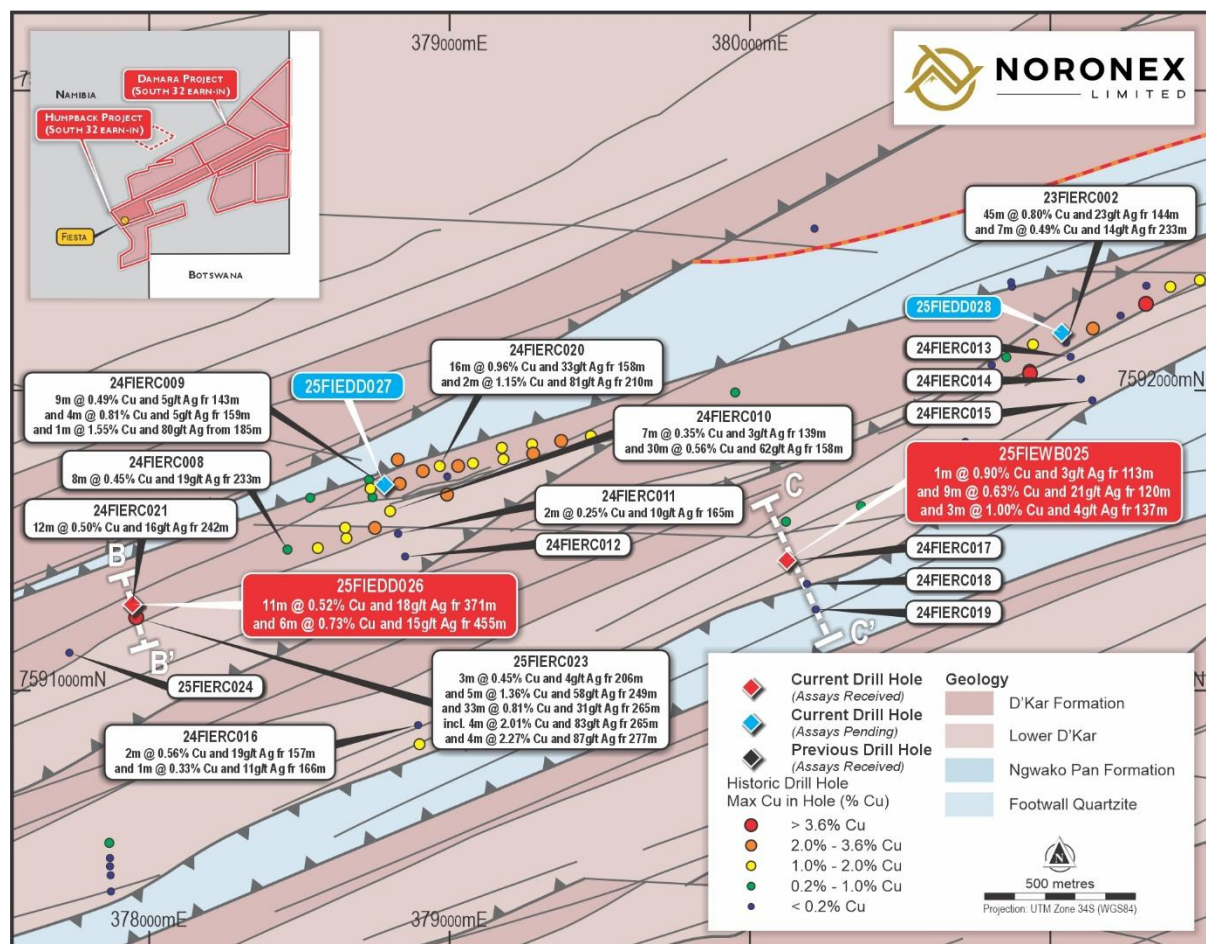 379000mE
380000mE
NORONEX
LIMITED
DAMARA PROJECT
(SOUTH 32 EARN-IN)
NAMIBIA
HUMPBACK PROJECT
(SOUTH 32 EARN-IN)
FIESTA
BOTSWANA
23FIERC002
45m @ 0.80% Cu and 23g/t Ag fr 144m
and 7m @ 0.49% Cu and 14g/t Ag fr 233m
25FIEDD028
24FIERC013
24FIERC014
7592000mN
24FIERC015
24FIERC020
16m @ 0.96% Cu and 33g/t Ag fr 158m
and 2m @ 1.15% Cu and 81g/t Ag fr 210m
24FIERC009
9m @ 0.49% Cu and 5g/t Ag fr 143m
and 4m @ 0.81% Cu and 5g/t Ag fr 159m
and 1m @ 1.55% Cu and 80g/t Ag from 185m
25FIEDD027
24FIERC010
7m @ 0.35% Cu and 3g/t Ag fr 139m
and 30m @ 0.56% Cu and 62g/t Ag fr 158m
24FIERC008
8m @ 0.45% Cu and 19g/t Ag fr 233m
25FIEWB025
1m @ 0.90% Cu and 3g/t Ag fr 113m
and 9m @ 0.63% Cu and 21g/t Ag fr 120m
and 3m @ 1.00% Cu and 4g/t Ag fr 137m
24FIERC021
12m @ 0.50% Cu and 16g/t Ag fr 242m
24FIERC011
2m @ 0.25% Cu and 10g/t Ag fr 165m
24FIERC012
C
24FIERC017
24FIERC018
24FIERC019
C'
B
25FIEDD026
11m @ 0.52% Cu and 18g/t Ag fr 371m
and 6m @ 0.73% Cu and 15g/t Ag fr 455m
B'
7591000mN
25FIERC024
25FIERC023
3m @ 0.45% Cu and 4g/t Ag fr 206m
and 5m @ 1.36% Cu and 58g/t Ag fr 249m
and 33m @ 0.81% Cu and 31g/t Ag fr 265m
incl. 4m @ 2.01% Cu and 83g/t Ag fr 265m
and 4m @ 2.27% Cu and 87g/t Ag fr 277m
24FIERC016
2m @ 0.56% Cu and 19g/t Ag fr 157m
and 1m @ 0.33% Cu and 11g/t Ag fr 166m
Current Drill Hole
(Assays Received)
Current Drill Hole
(Assays Pending)
Previous Drill Hole
(Assays Received)
Historic Drill Hole
Max Cu in Hole (% Cu)
> 3.6% Cu
2.0% - 3.6% Cu
1.0% - 2.0% Cu
0.2% - 1.0% Cu
< 0.2% Cu
Geology
D'Kar Formation
Lower D'Kar
Ngwako Pan Formation
Footwall Quartzite
N
500 metres
Projection: UTM Zone 34S (WGS84)
378000mE
379000mE